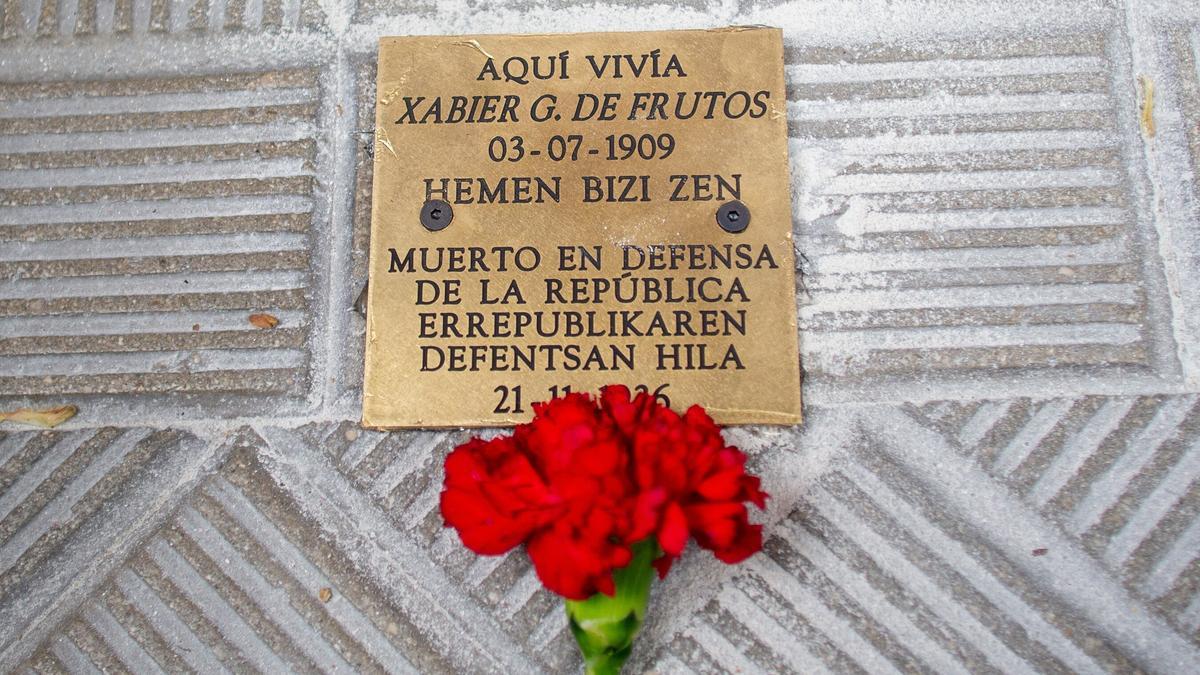 AQUÍ VIVÍA
XABIER G. DE FRUTOS
03-07-1909
HEMEN BIZI ZEN
MUERTO EN DEFENSA
DE LA REPÚBLICA
ERREPUBLIKAREN
DEFENTSAN HILA